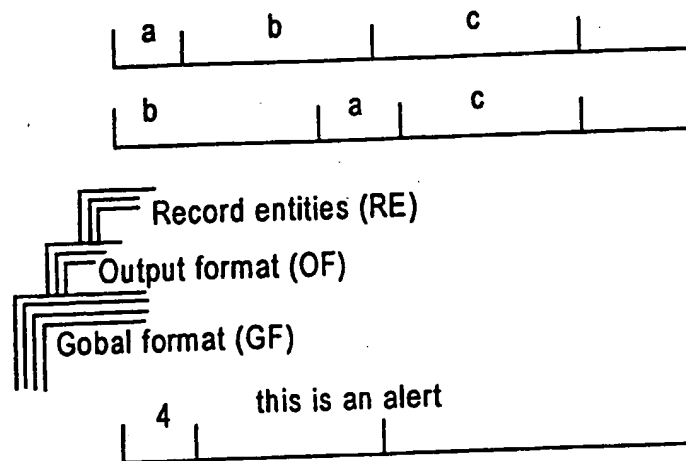 a b c
b a c
Record entities (RE)
Output format (OF)
Gobal format (GF)
4 this is an alert